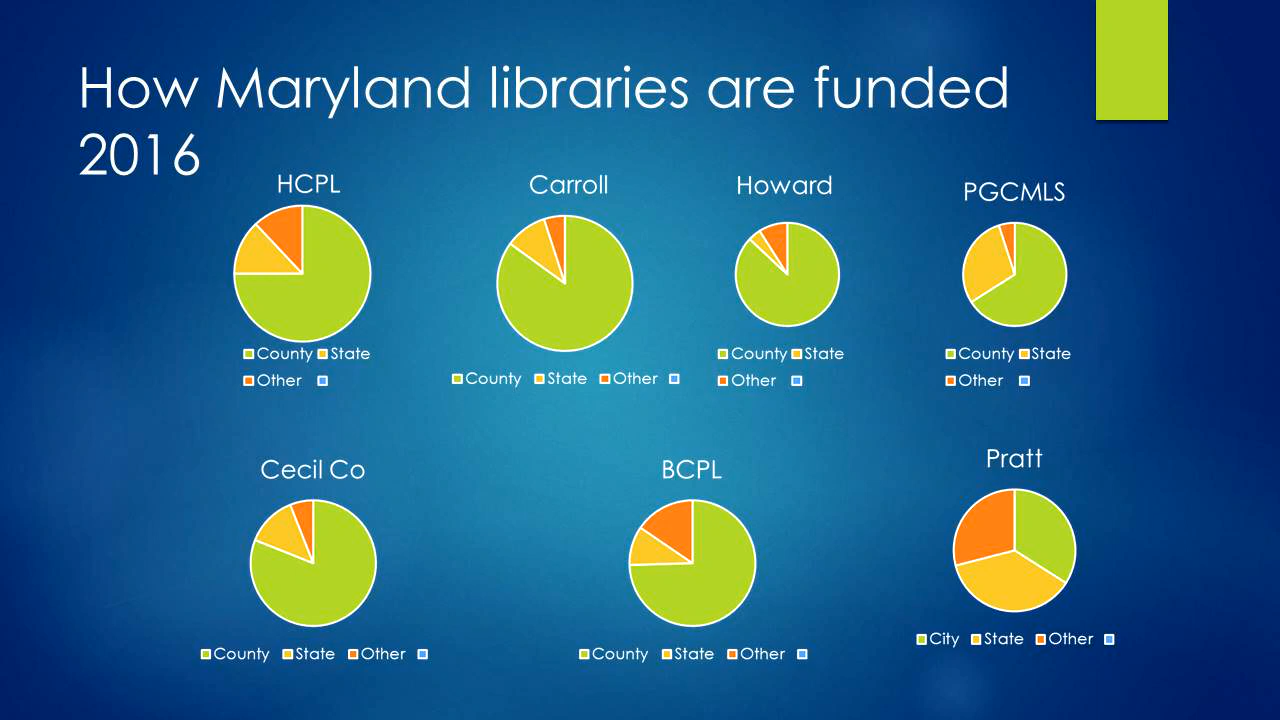 How Maryland libraries are funded
2016
HCPL
County State
Other
Carroll
County State Other
Howard
County State
Other
PGCMLS
County State
Other
Cecil Co
County State Other
BCPL
County State Other
Pratt
City State Other